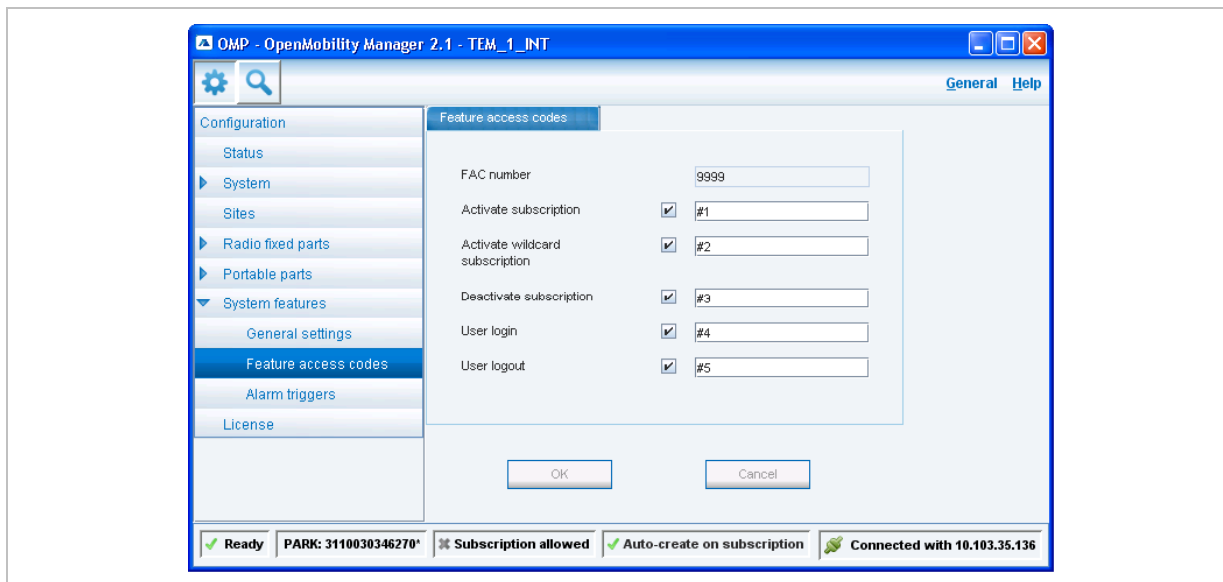 OMP - OpenMobility Manager 2.1 - TEM_1_INT
General Help
Configuration
Status
System
Sites
Radio fixed parts
Portable parts
System features
General settings
Feature access codes
Alarm triggers
License
Feature access codes
FAC number 9999
Activate subscription #1
Activate wildcard
subscription #2
Deactivate subscription #3
User login #4
User logout #5
OK Cancel
Ready PARK: 3110030346270* Subscription allowed Auto-create on subscription Connected with 10.103.35.136